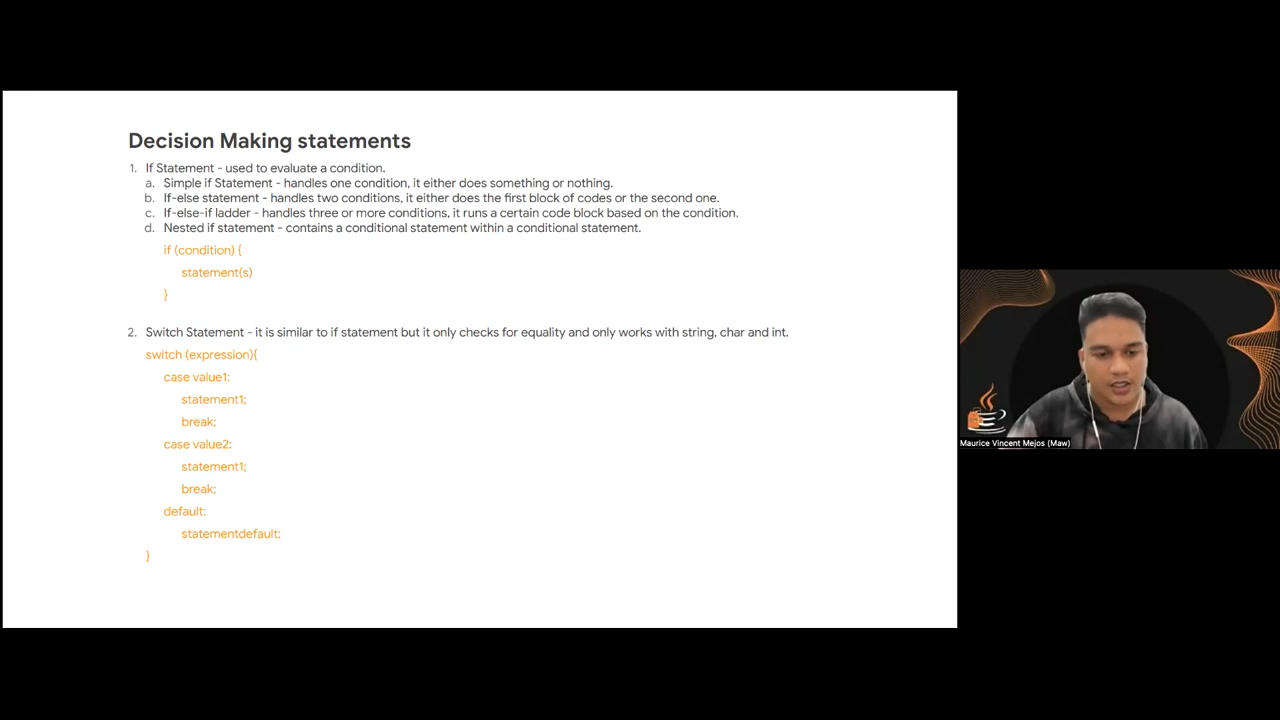 Decision Making statements
1. If Statement - used to evaluate a condition.
a. Simple if Statement - handles one condition, it either does something or nothing.
b. If-else statement - handles two conditions, it either does the first block of codes or the second one.
c. If-else-if ladder - handles three or more conditions, it runs a certain code block based on the condition.
d. Nested if statement - contains a conditional statement within a conditional statement.
if (condition) {
statement(s)
}
2. Switch Statement - it is similar to if statement but it only checks for equality and only works with string, char and int.
switch (expression){
case value1:
statement1;
break;
case value2:
statement1;
break;
default:
statementdefault;
}
Maurice Vincent Mejos (Maw)